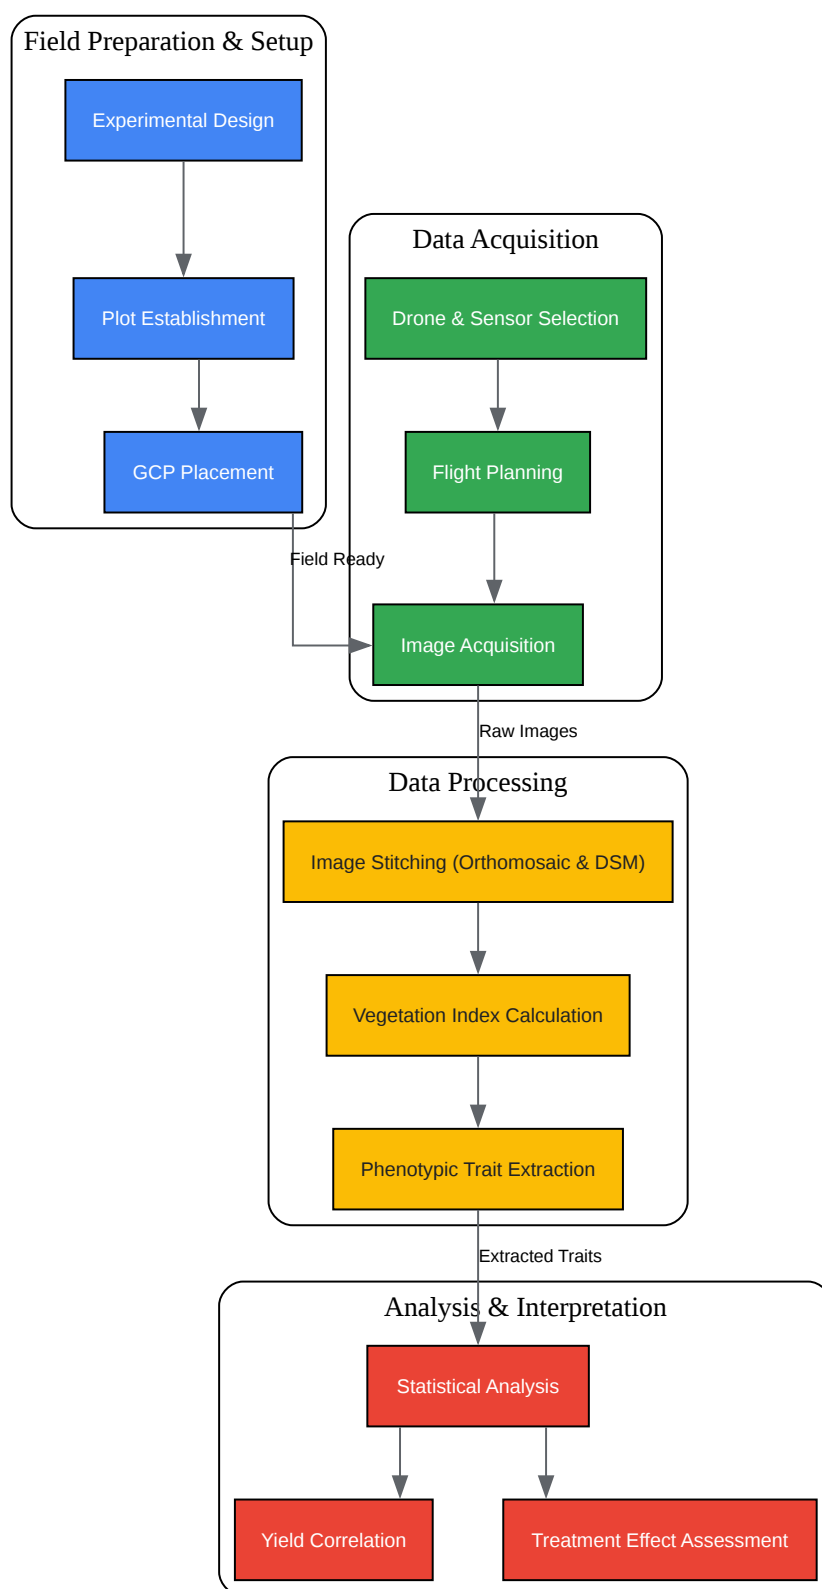 Field Preparation & Setup
Experimental Design
Plot Establishment
GCP Placement
Data Acquisition
Drone & Sensor Selection
Flight Planning
Field Ready
Image Acquisition
Raw Images
Data Processing
Image Stitching (Orthomosaic & DSM)
Vegetation Index Calculation
Phenotypic Trait Extraction
Extracted Traits
Analysis & Interpretation
Statistical Analysis
Yield Correlation
Treatment Effect Assessment